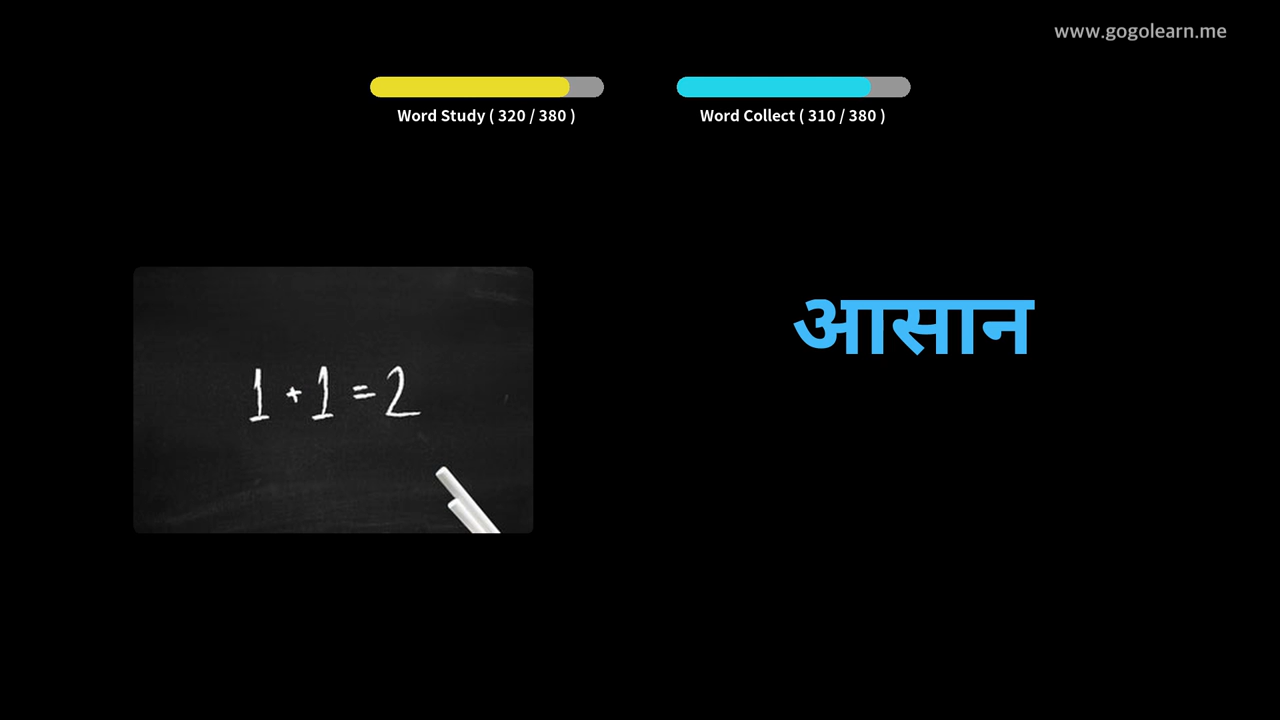 www.gogolearn.me
Word Study ( 320 / 380 )
Word Collect ( 310 / 380 )
आसान
1 + 1 = 2